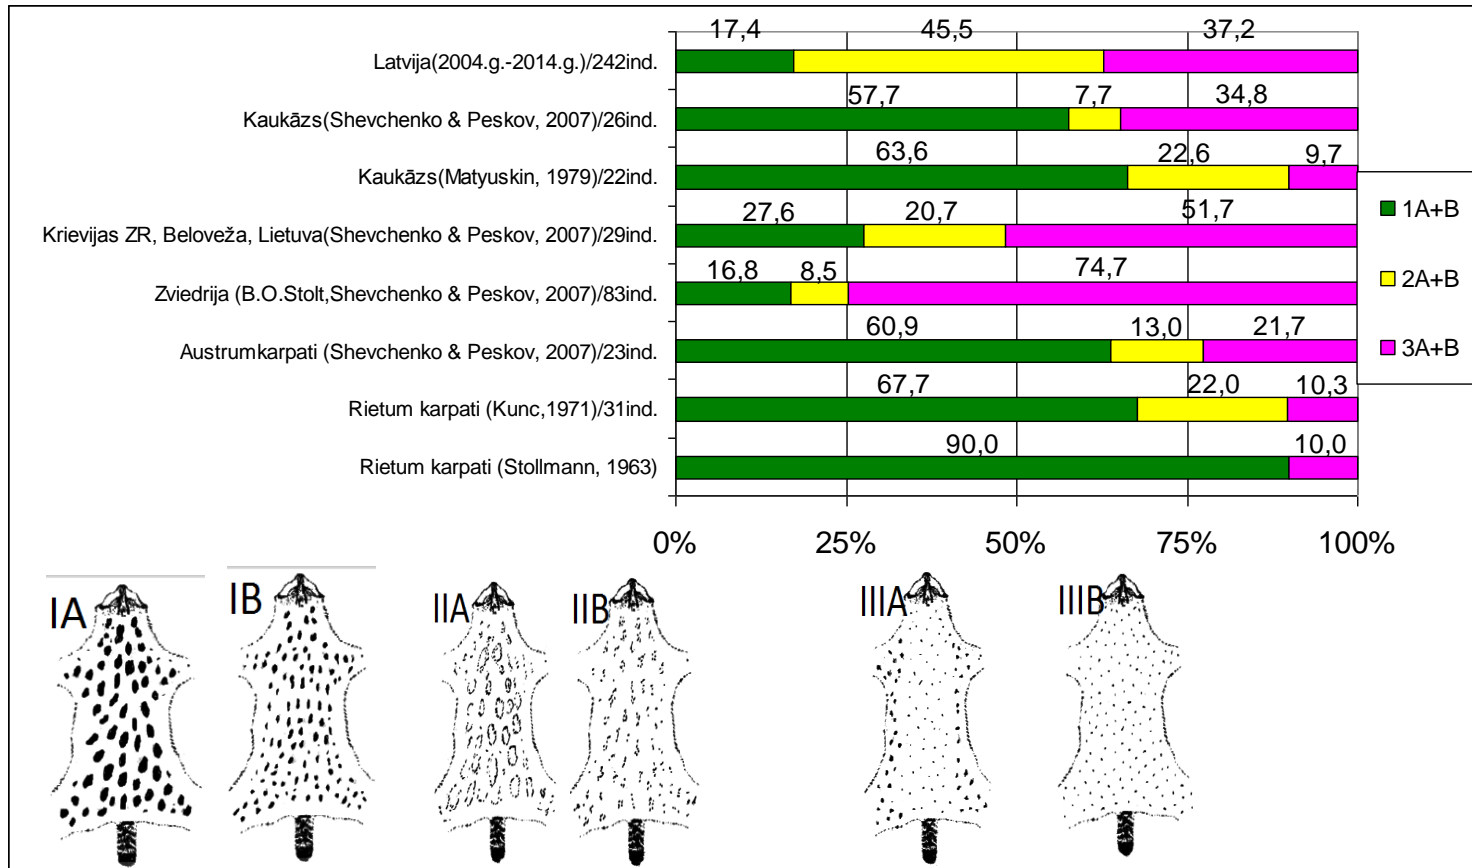 17,4 45,5 37,2
Latvija(2004.g.-2014.g.)/242ind.
57,7 7,7 34,8
Kaukāzs(Shevchenko & Peskov, 2007)/26ind.
63,6 22,6 9,7
Kaukāzs(Matyuskin, 1979)/22ind.
27,6 20,7 51,7
Krievijas ZR, Beloveža, Lietuva(Shevchenko & Peskov, 2007)/29ind.
16,8 8,5 74,7
Zviedrija (B.O.Stolt,Shevchenko & Peskov, 2007)/83ind.
60,9 13,0 21,7
Austrumkarpati (Shevchenko & Peskov, 2007)/23ind.
67,7 22,0 10,3
Rietum karpati (Kunc,1971)/31ind.
90,0 10,0
Rietum karpati (Stollmann, 1963)
0% 25% 50% 75% 100%
1A+B
2A+B
3A+B
IA IB IIA IIB IIIA IIIB